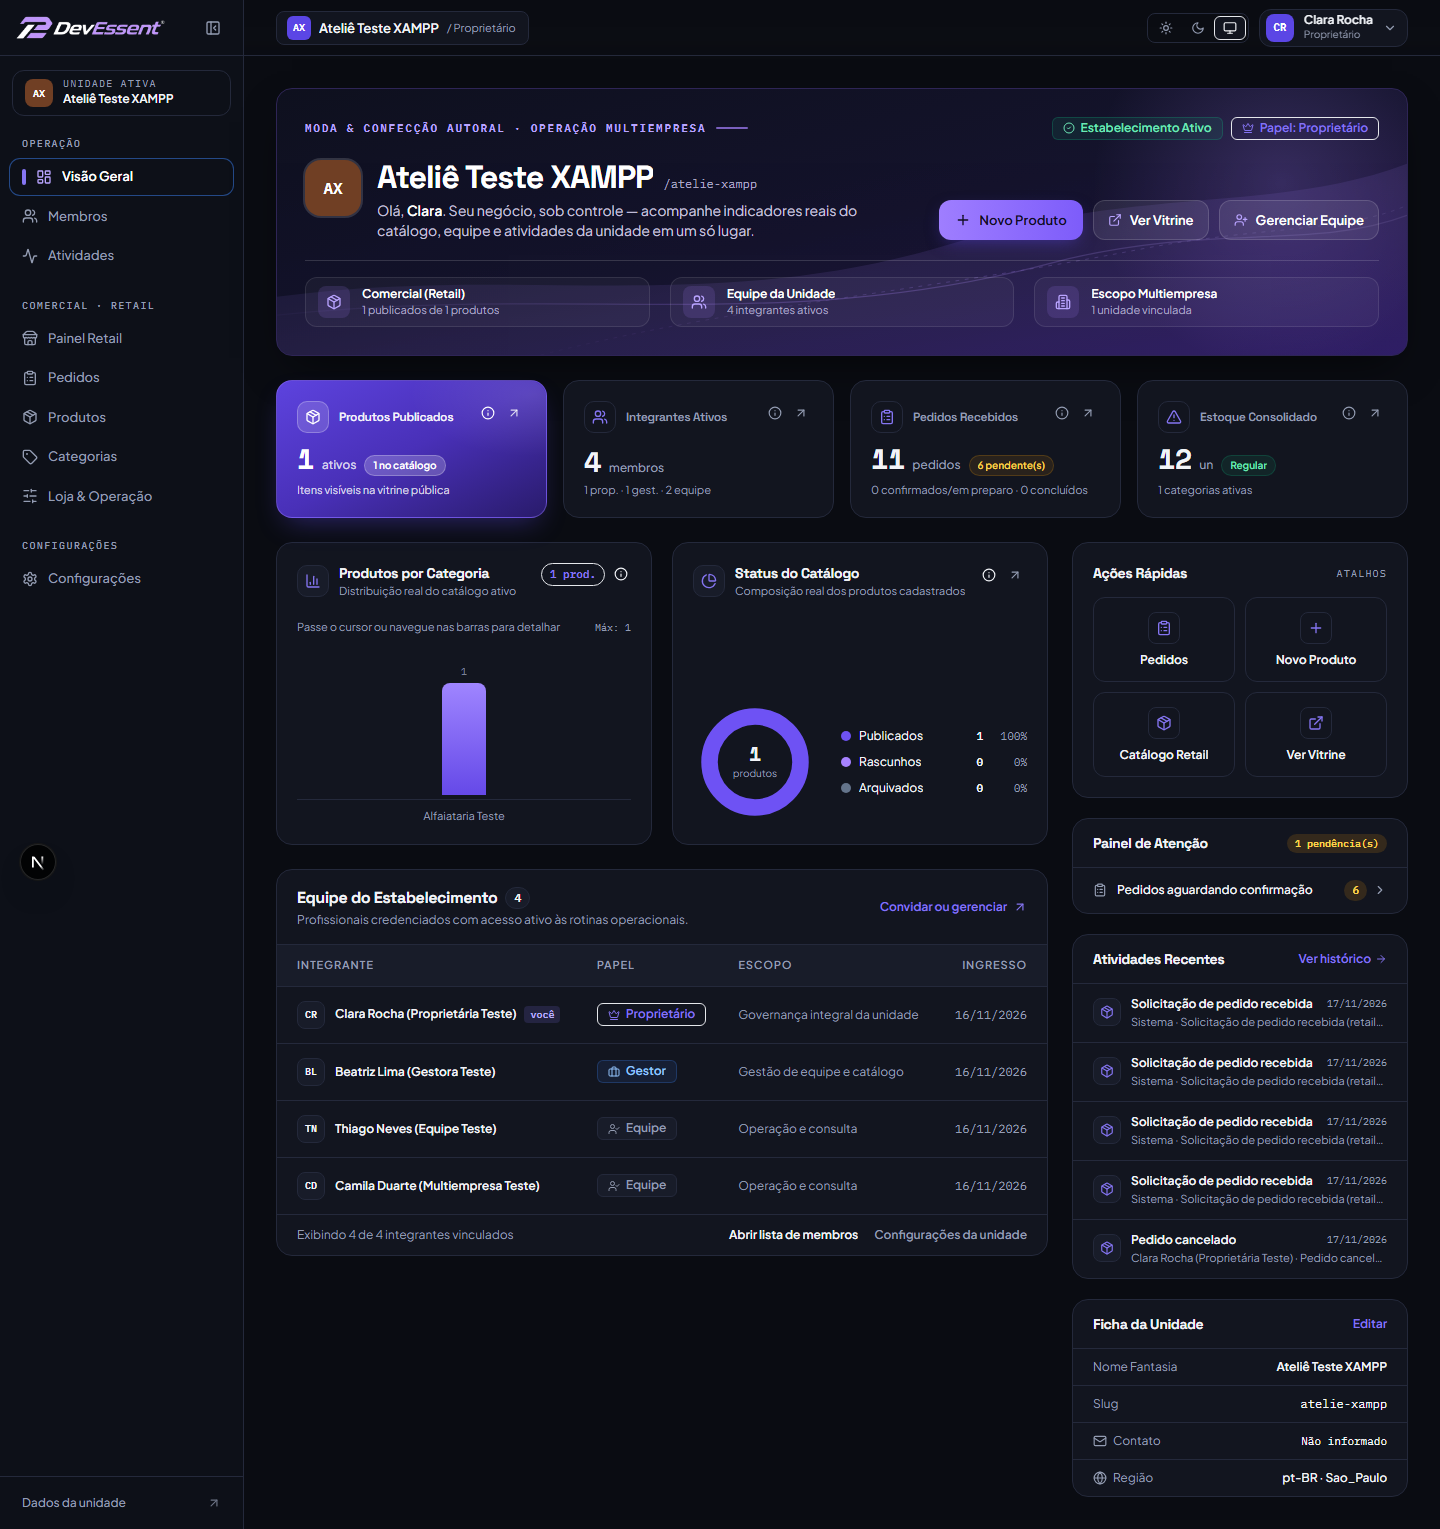 DevEssent
AX Ateliê Teste XAMPP / Proprietário
CR Clara Rocha
Proprietário
UNIDADE ATIVA
AX Ateliê Teste XAMPP
OPERAÇÃO
Visão Geral
Membros
Atividades
COMERCIAL · RETAIL
Painel Retail
Pedidos
Produtos
Categorias
Loja & Operação
CONFIGURAÇÕES
Configurações
N
Dados da unidade
MODA & CONFECÇÃO AUTORAL · OPERAÇÃO MULTIEMPRESA
Estabelecimento Ativo
Papel: Proprietário
AX
Ateliê Teste XAMPP /atelie-xampp
Olá, Clara. Seu negócio, sob controle — acompanhe indicadores reais do
catálogo, equipe e atividades da unidade em um só lugar.
Novo Produto
Ver Vitrine
Gerenciar Equipe
Comercial (Retail)
1 publicados de 1 produtos
Equipe da Unidade
4 integrantes ativos
Escopo Multiempresa
1 unidade vinculada
Produtos Publicados
1 ativos 1 no catálogo
Itens visíveis na vitrine pública
Integrantes Ativos
4 membros
1 prop. · 1 gest. · 2 equipe
Pedidos Recebidos
11 pedidos 6 pendente(s)
0 confirmados/em preparo · 0 concluídos
Estoque Consolidado
12 un Regular
1 categorias ativas
Produtos por Categoria
1 prod.
Distribuição real do catálogo ativo
Passe o cursor ou navegue nas barras para detalhar
Máx: 1
1
Alfaiataria Teste
Status do Catálogo
Composição real dos produtos cadastrados
1
produtos
Publicados 1 100%
Rascunhos 0 0%
Arquivados 0 0%
Ações Rápidas
ATALHOS
Pedidos
Novo Produto
Catálogo Retail
Ver Vitrine
Painel de Atenção
1 pendência(s)
Pedidos aguardando confirmação 6
Equipe do Estabelecimento 4
Profissionais credenciados com acesso ativo às rotinas operacionais.
Convidar ou gerenciar
INTEGRANTE PAPEL ESCOPO INGRESSO
CR Clara Rocha (Proprietária Teste) você Proprietário Governança integral da unidade 16/11/2026
BL Beatriz Lima (Gestora Teste) Gestor Gestão de equipe e catálogo 16/11/2026
TN Thiago Neves (Equipe Teste) Equipe Operação e consulta 16/11/2026
CD Camila Duarte (Multiempresa Teste) Equipe Operação e consulta 16/11/2026
Exibindo 4 de 4 integrantes vinculados
Abrir lista de membros
Configurações da unidade
Atividades Recentes
Ver histórico
Solicitação de pedido recebida 17/11/2026
Sistema · Solicitação de pedido recebida (retail...
Solicitação de pedido recebida 17/11/2026
Sistema · Solicitação de pedido recebida (retail...
Solicitação de pedido recebida 17/11/2026
Sistema · Solicitação de pedido recebida (retail...
Solicitação de pedido recebida 17/11/2026
Sistema · Solicitação de pedido recebida (retail...
Pedido cancelado 17/11/2026
Clara Rocha (Proprietária Teste) · Pedido cancel...
Ficha da Unidade
Editar
Nome Fantasia Ateliê Teste XAMPP
Slug atelie-xampp
Contato Não informado
Região pt-BR · Sao_Paulo